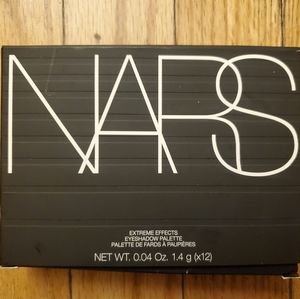 NARS
EXTREME EFFECTS
EYESHADOW PALETTE
PALETTE DE FARDS À PAUPIÈRES
NET WT. 0.04 Oz. 1.4 g (x12)